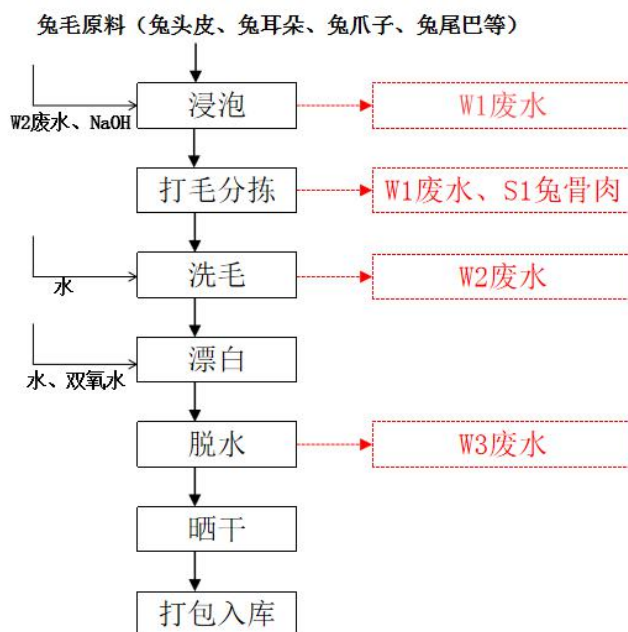 兔毛原料（兔头皮、兔耳朵、兔爪子、兔尾巴等）
浸泡
W1废水
W2废水、NaOH
打毛分拣
W1废水、S1兔骨肉
洗毛
W2废水
水
漂白
水、双氧水
脱水
W3废水
晒干
打包入库